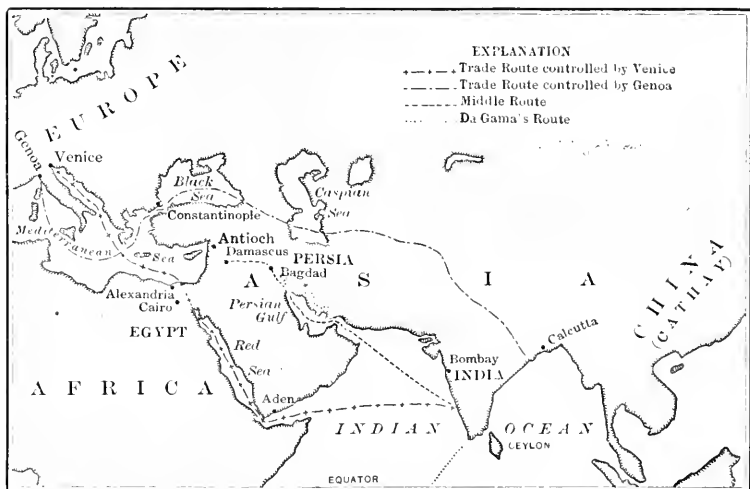 EXPLANATION
Trade Route controlled by Venice
Trade Route controlled by Genoa
Middle Route
Da Gama's Route
EUROPE
Genoa
Venice
Black
Sea
Caspian
Sea
Constantinople
Mediterranean
Sea
Antioch
Damascus
PERSIA
Bagdad
ASIA
CHINA
(CATHAY)
Alexandria
Cairo
Persian
Gulf
EGYPT
Calcutta
Red
Sea
Bombay
INDIA
AFRICA
Aden
INDIAN OCEAN
CEYLON
EQUATOR